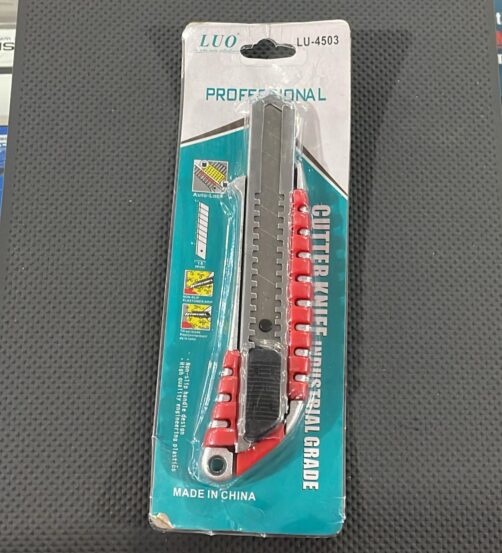 LUO
LU-4503
PROFESSIONAL
AUTO-LOCK
CUTTER KNIFE INDUSTRIAL GRADE
• Non-slip handle design
• High quality engineering plastics
MADE IN CHINA